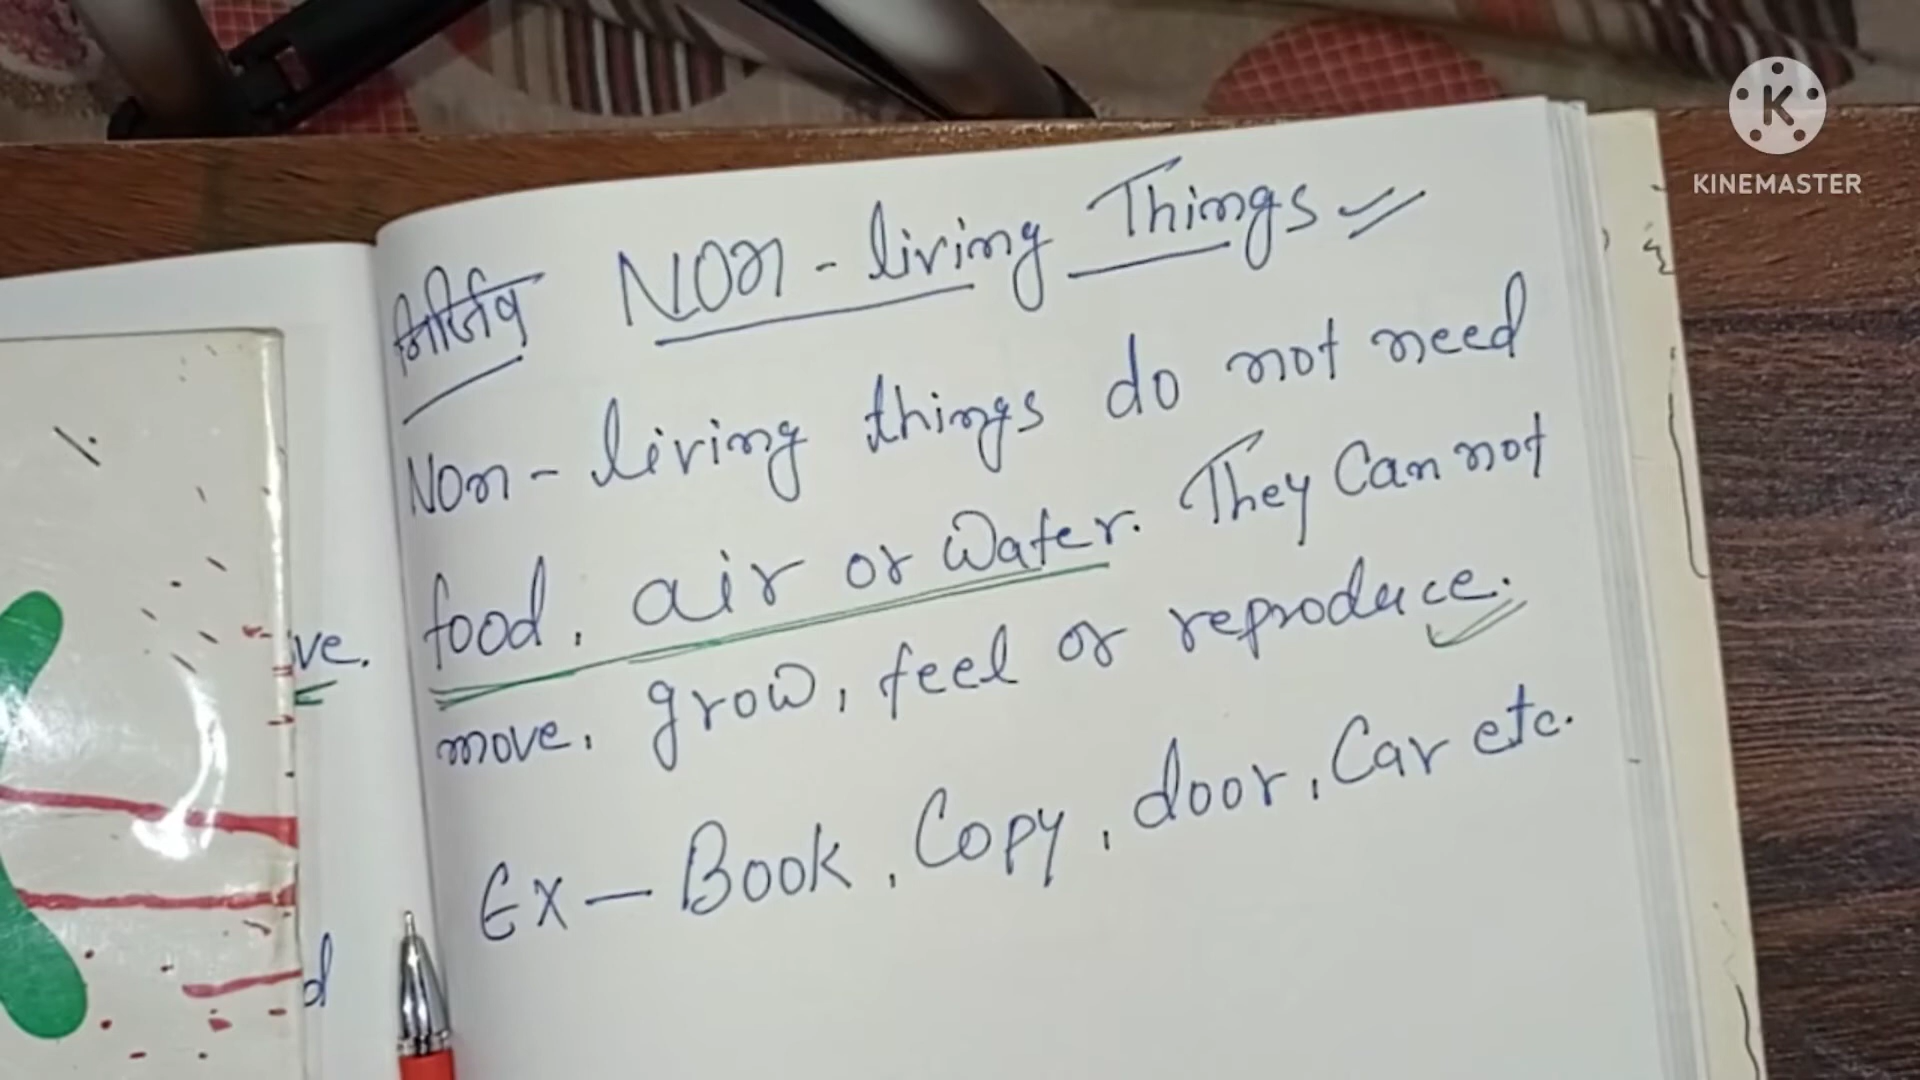 निर्जीव Non-living Things
Non-living things do not need
food, air or water. They Can not
move, grow, feel or reproduce.
Ex- Book, Copy, door, Car etc.
ve.
d
KINEMASTER